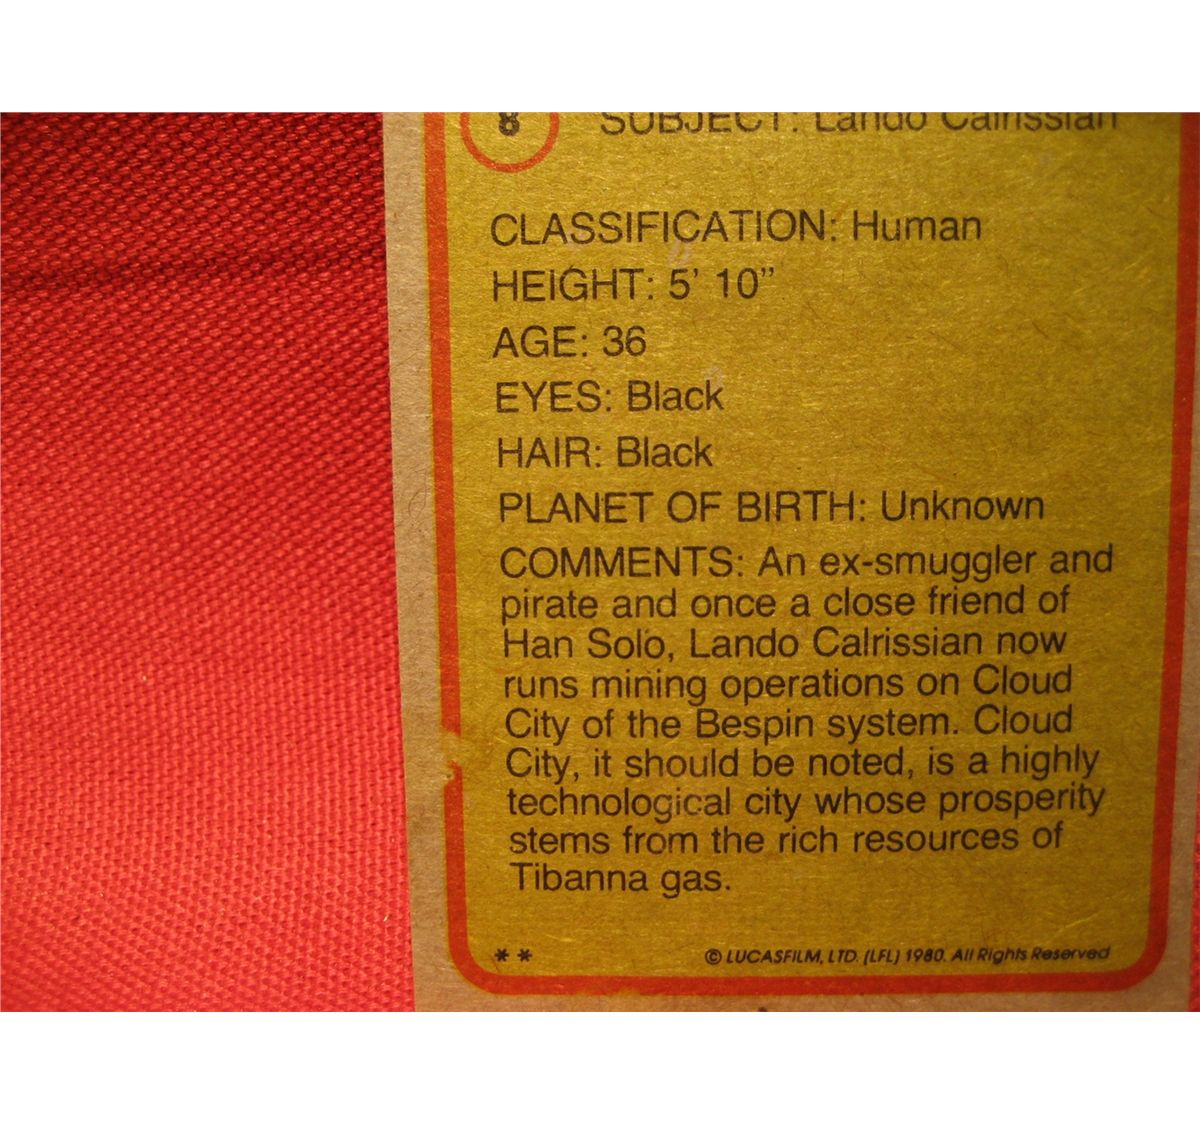 8 SUBJECT: Lando Calrissian
CLASSIFICATION: Human
HEIGHT: 5' 10"
AGE: 36
EYES: Black
HAIR: Black
PLANET OF BIRTH: Unknown
COMMENTS: An ex-smuggler and
pirate and once a close friend of
Han Solo, Lando Calrissian now
runs mining operations on Cloud
City of the Bespin system. Cloud
City, it should be noted, is a highly
technological city whose prosperity
stems from the rich resources of
Tibanna gas.
** © LUCASFILM, LTD. (LFL) 1980. All Rights Reserved